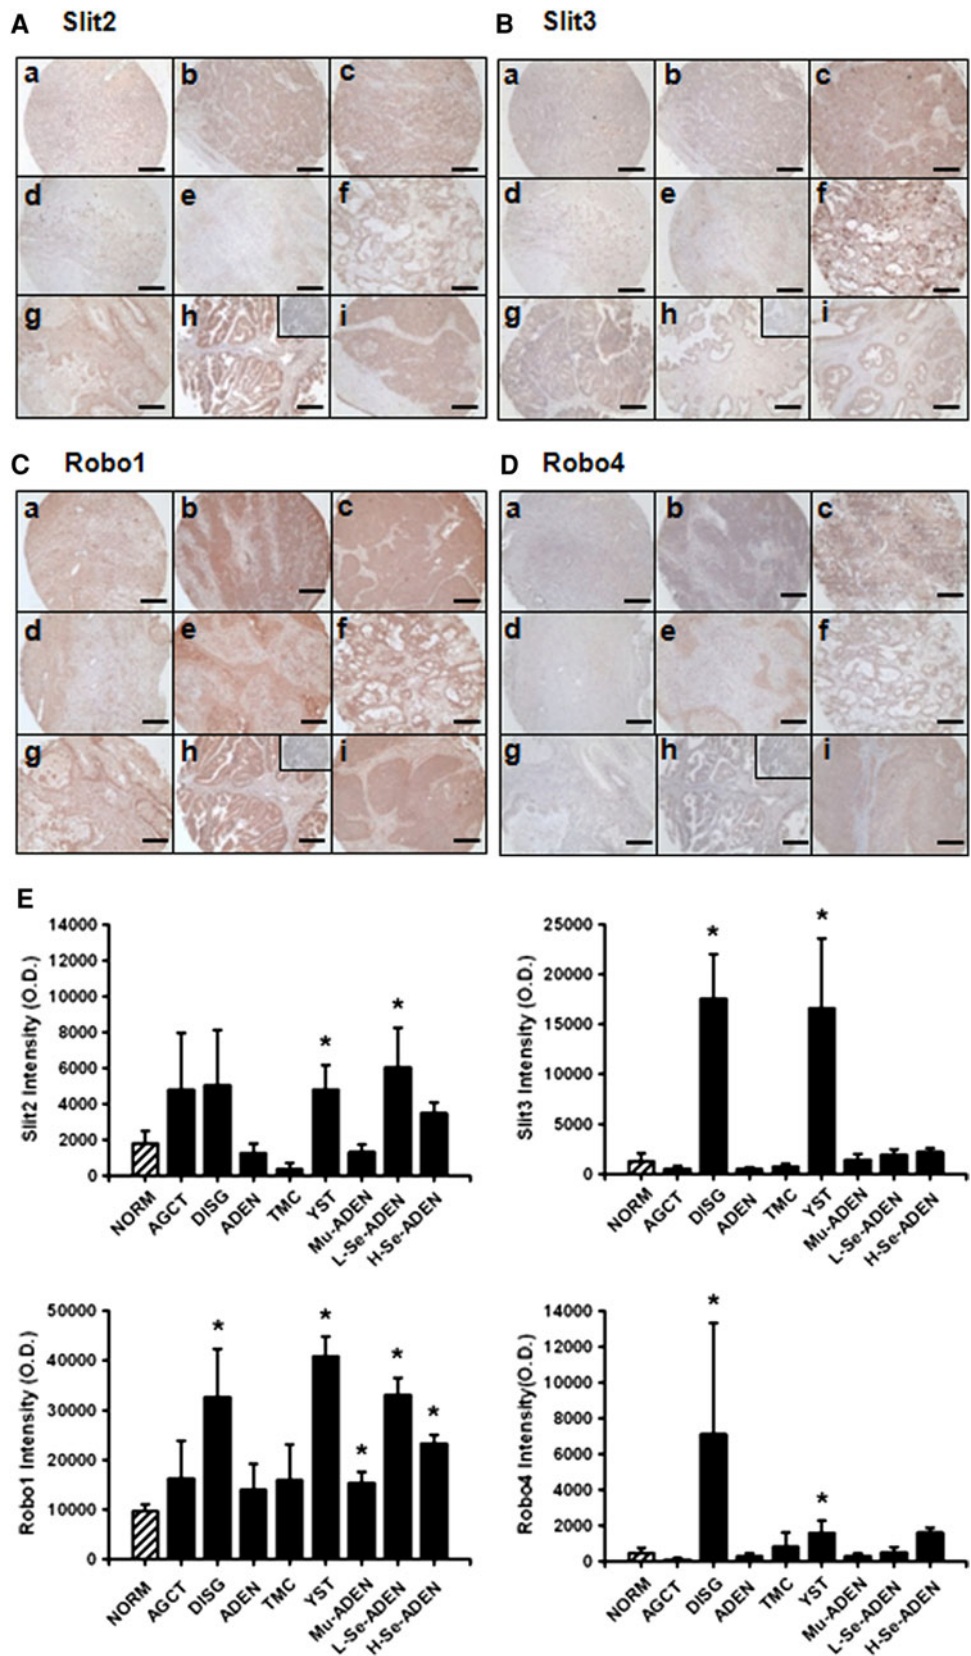 A Slit2
B Slit3
a b c
d e f
g h i
a b c
d e f
g h i
C Robo1
D Robo4
a b c
d e f
g h i
a b c
d e f
g h i
E
Slit2 Intensity (O.D.)
14000
12000
10000
8000
6000
4000
2000
0
* *
NORM AGCT DISG ADEN TMC YST Mu-ADEN L-Se-ADEN H-Se-ADEN
Slit3 Intensity (O.D.)
25000
20000
15000
10000
5000
0
* *
NORM AGCT DISG ADEN TMC YST Mu-ADEN L-Se-ADEN H-Se-ADEN
Robo1 Intensity (O.D.)
50000
40000
30000
20000
10000
0
* * * * *
NORM AGCT DISG ADEN TMC YST Mu-ADEN L-Se-ADEN H-Se-ADEN
Robo4 Intensity(O.D.)
14000
12000
10000
8000
6000
4000
2000
0
* *
NORM AGCT DISG ADEN TMC YST Mu-ADEN L-Se-ADEN H-Se-ADEN